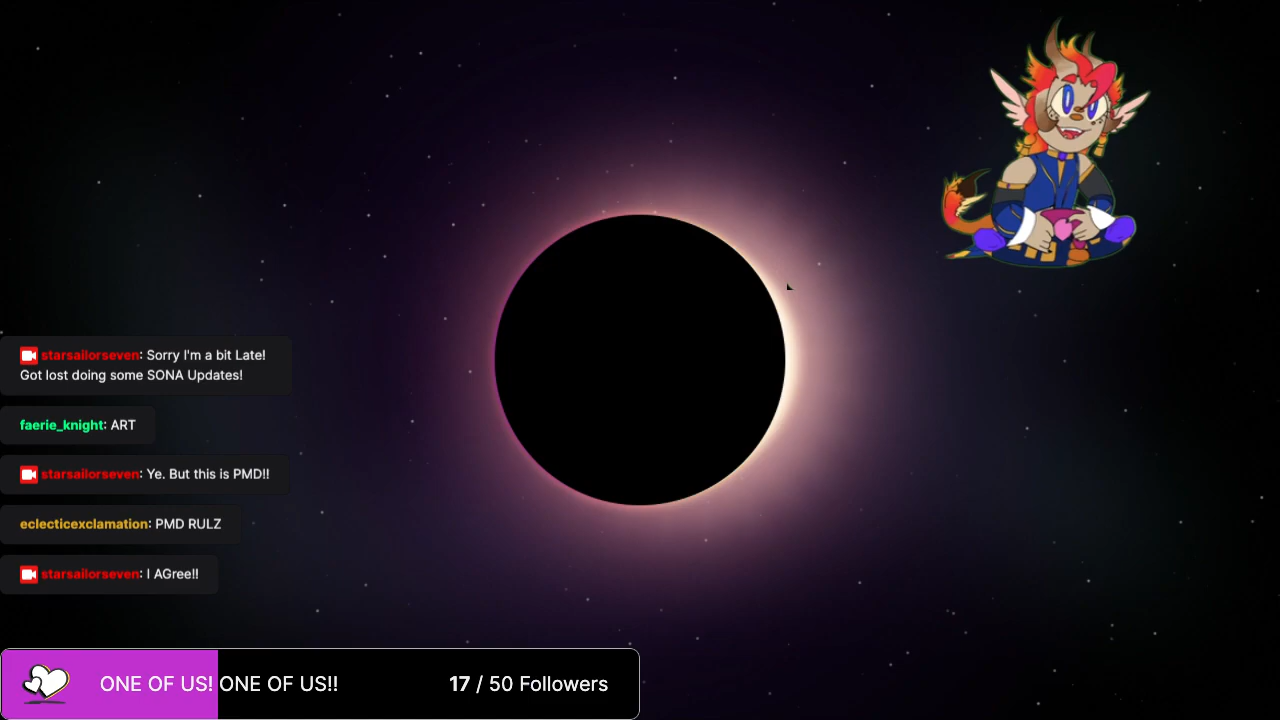 starsailorseven: Sorry I'm a bit Late!
Got lost doing some SONA Updates!
faerie_knight: ART
starsailorseven: Ye. But this is PMD!!
eclecticexclamation: PMD RULZ
starsailorseven: I AGree!!
ONE OF US! ONE OF US!! 17 / 50 Followers